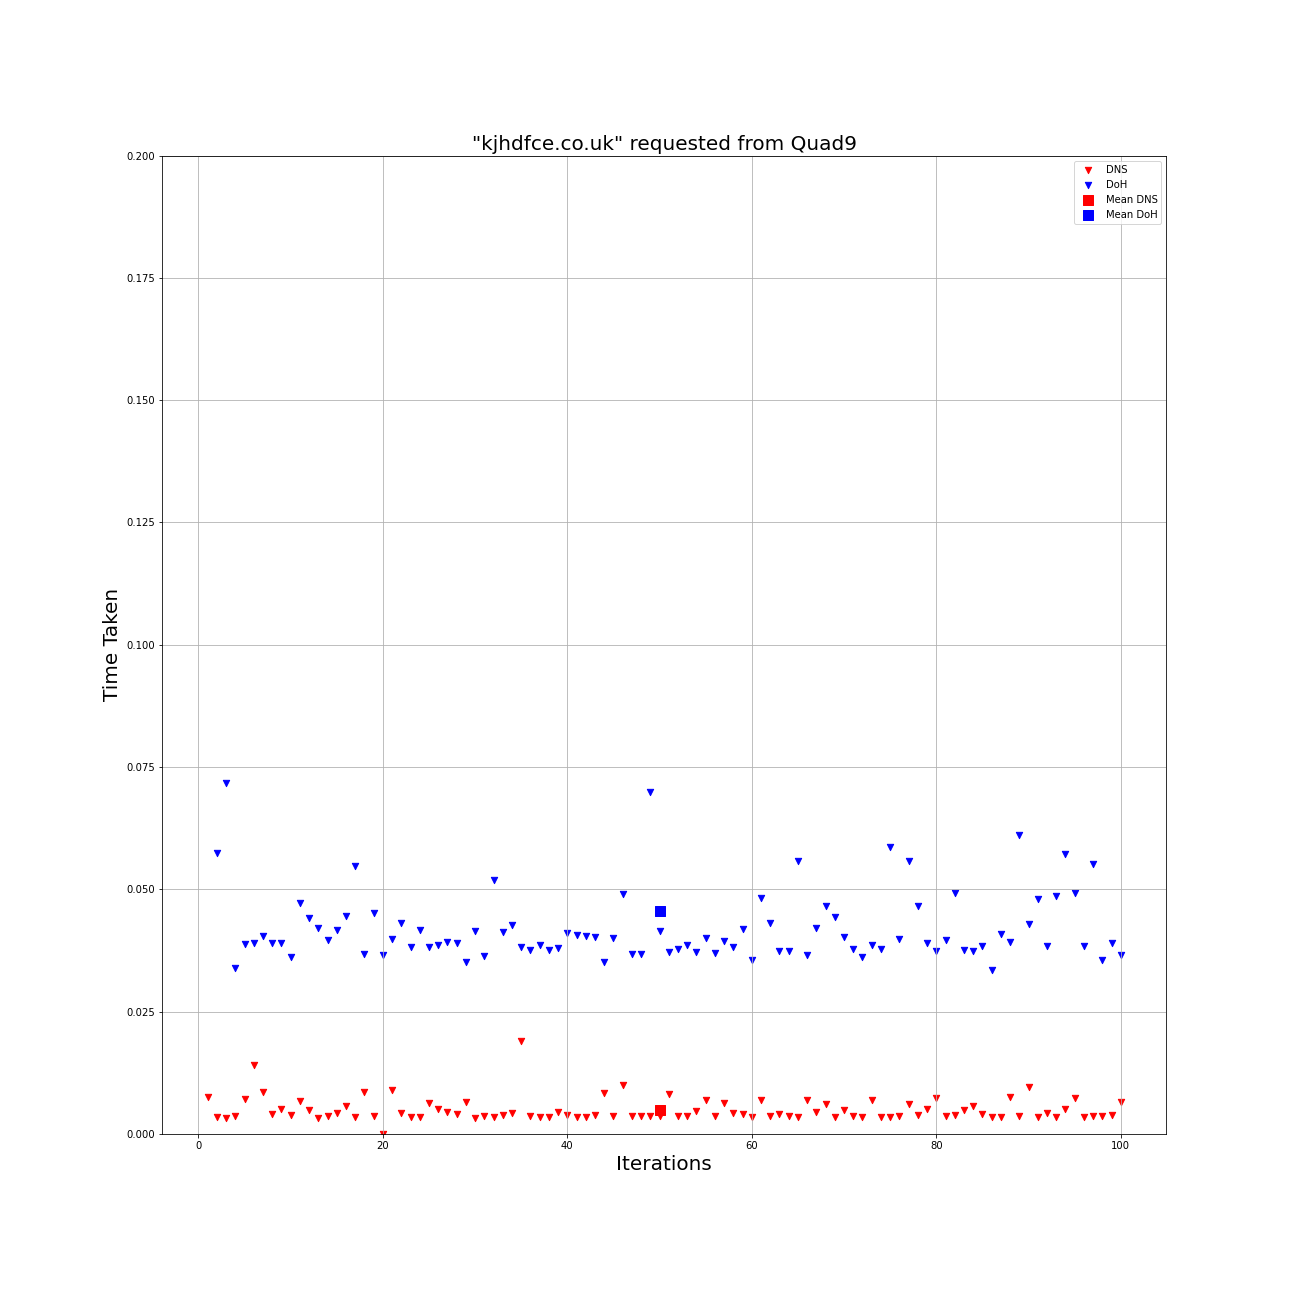 "kjhdfce.co.uk" requested from Quad9
DNS
DoH
Mean DNS
Mean DoH
0.200
0.175
0.150
0.125
0.100
0.075
0.050
0.025
0.000
Time Taken
0 20 40 60 80 100
Iterations